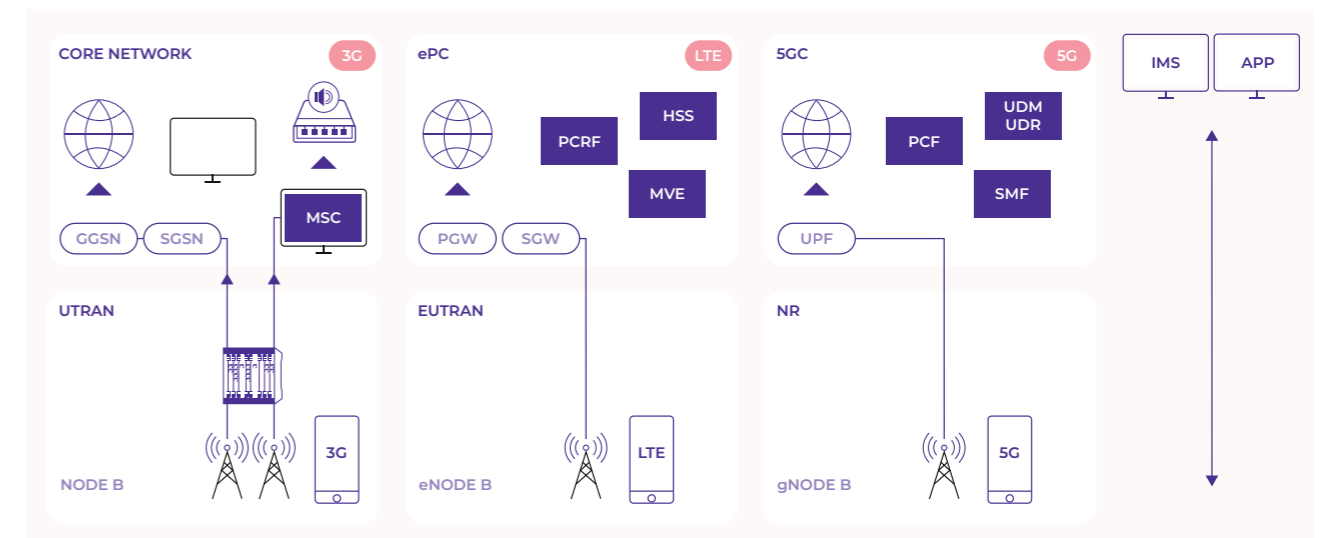 CORE NETWORK
3G
MSC
GGSN
SGSN
ePC
LTE
HSS
PCRF
MVE
PGW
SGW
5GC
5G
UDM
UDR
PCF
SMF
UPF
IMS
APP
UTRAN
3G
NODE B
EUTRAN
LTE
eNODE B
NR
5G
gNODE B